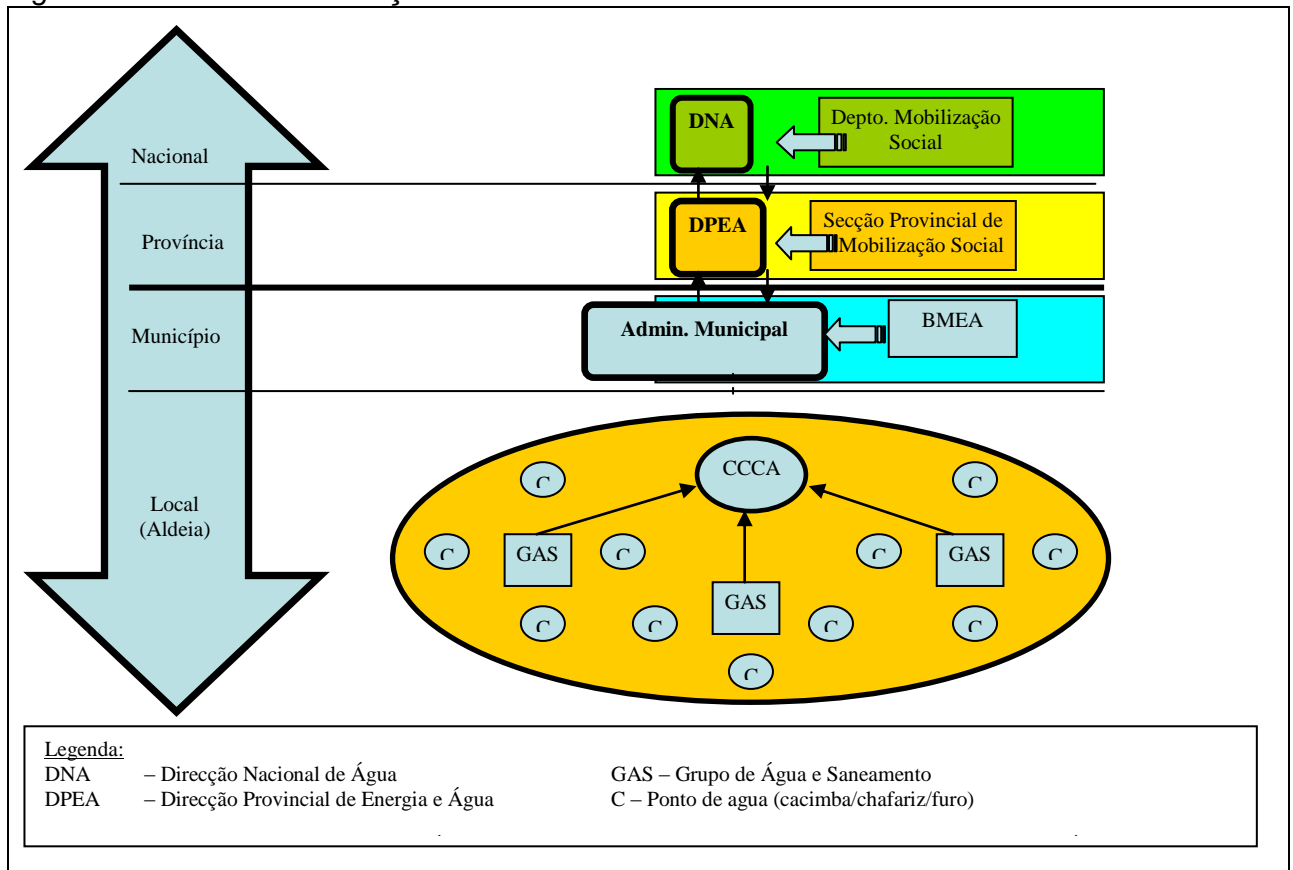 Nacional
DNA
Depto. Mobilização
Social
Província
DPEA
Secção Provincial de
Mobilização Social
Município
Admin. Municipal
BMEA
Local
(Aldeia)
CCCA
C
C
C
GAS
C
C
GAS
C
GAS
C
C
C
C
C
Legenda:
DNA – Direcção Nacional de Água
GAS – Grupo de Água e Saneamento
DPEA – Direcção Provincial de Energia e Água
C – Ponto de agua (cacimba/chafariz/furo)